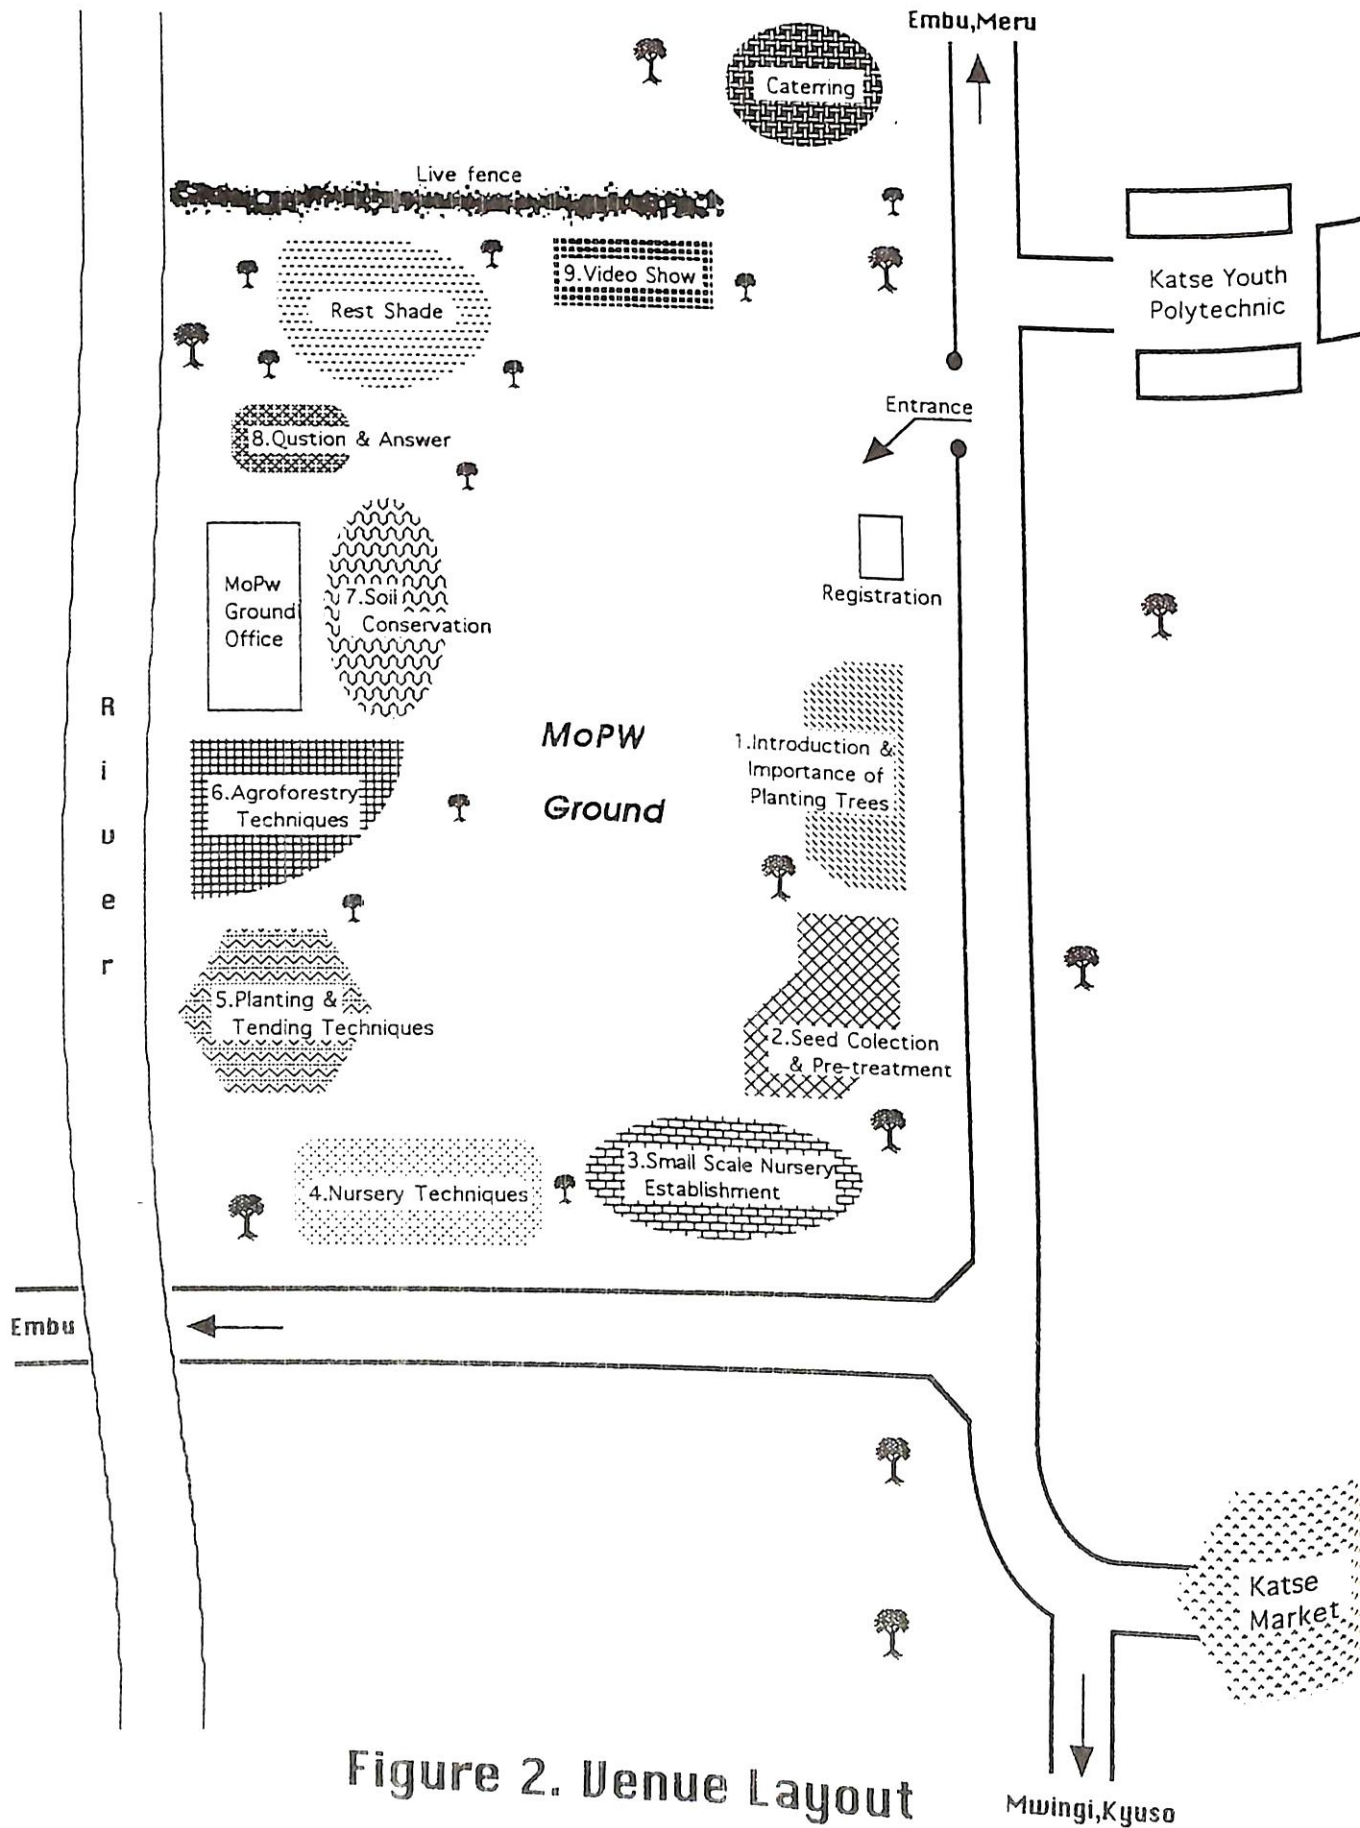 Embu,Meru
Caterring
Live fence
9.Video Show
Rest Shade
Katse Youth
Polytechnic
Entrance
8.Qustion & Answer
MoPw
Ground
Office
7.Soil
Conservation
Registration
River
MoPW
Ground
1.Introduction &
Importance of
Planting Trees
6.Agroforestry
Techniques
5.Planting &
Tending Techniques
2.Seed Colection
& Pre-treatment
3.Small Scale Nursery
Establishment
4.Nursery Techniques
Embu
Katse
Market
Figure 2. Venue Layout
Mwingi,Kyuso